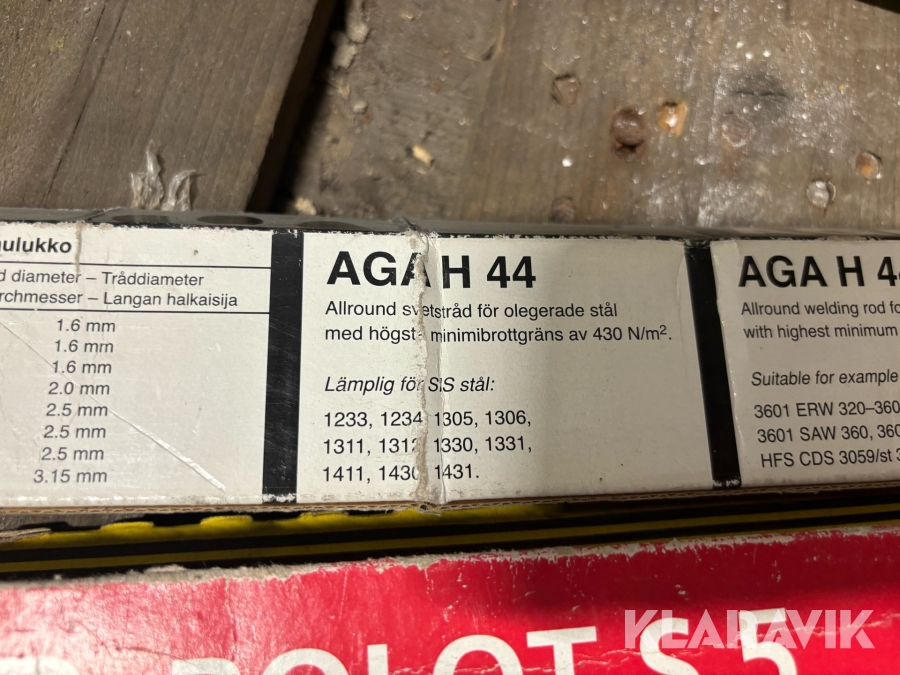 ulukko
d diameter – Tråddiameter
rchmesser – Langan halkaisija
1.6 mm
1.6 mm
1.6 mm
2.0 mm
2.5 mm
2.5 mm
2.5 mm
3.15 mm
AGA H 44
Allround svetstråd för olegerade stål
med högsta minimibrottgräns av 430 N/m².
Lämplig för SIS stål:
1233, 1234, 1305, 1306,
1311, 1312, 1330, 1331,
1411, 1430, 1431.
AGA H 44
Allround welding rod fo
with highest minimum
Suitable for example
3601 ERW 320–360
3601 SAW 360, 360
HFS CDS 3059/st 3
OLOT S 5
KLARAVIK